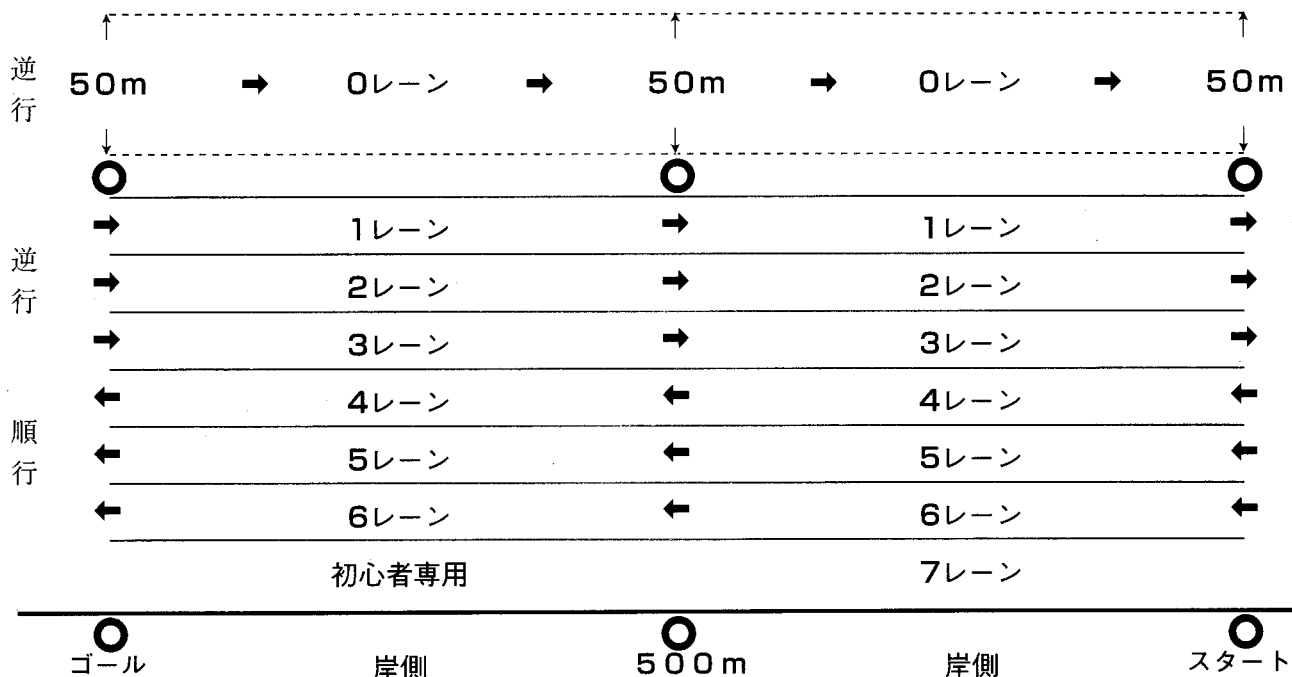 逆行 50m ➡ 0レーン ➡ 50m ➡ 0レーン ➡ 50m
逆行
➡ 1レーン ➡ 1レーン ➡
➡ 2レーン ➡ 2レーン ➡
➡ 3レーン ➡ 3レーン ➡
順行
⬅ 4レーン ⬅ 4レーン ⬅
⬅ 5レーン ⬅ 5レーン ⬅
⬅ 6レーン ⬅ 6レーン ⬅
初心者専用 7レーン
ゴール 岸側 500m 岸側 スタート